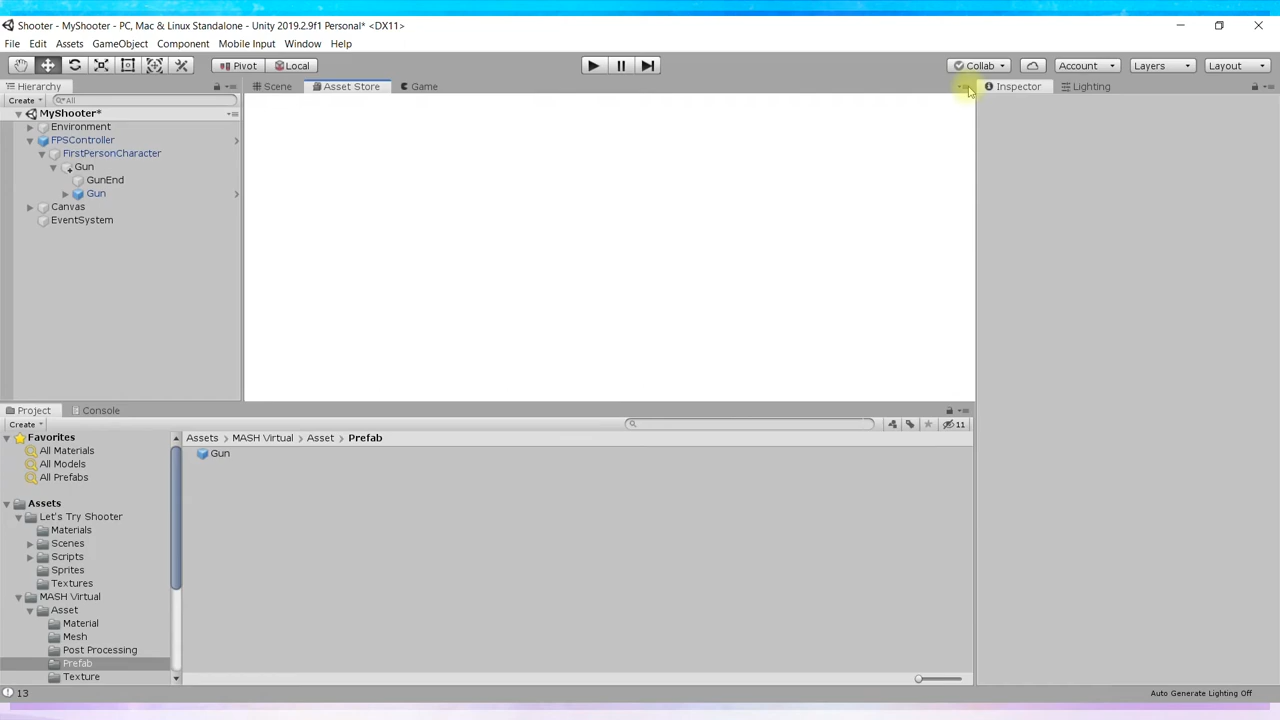 Shooter - MyShooter - PC, Mac & Linux Standalone - Unity 2019.2.9f1 Personal* <DX11>
File Edit Assets GameObject Component Mobile Input Window Help
Pivot Local Collab Account Layers Layout
Hierarchy Scene Asset Store Game Inspector Lighting
Create All
MyShooter*
Environment
FPSController
FirstPersonCharacter
Gun
GunEnd
Gun
Canvas
EventSystem
Project Console
Create 11
Favorites
All Materials
All Models
All Prefabs
Assets
Let's Try Shooter
Materials
Scenes
Scripts
Sprites
Textures
MASH Virtual
Asset
Material
Mesh
Post Processing
Prefab
Texture
Assets > MASH Virtual > Asset > Prefab
Gun
13 Auto Generate Lighting Off